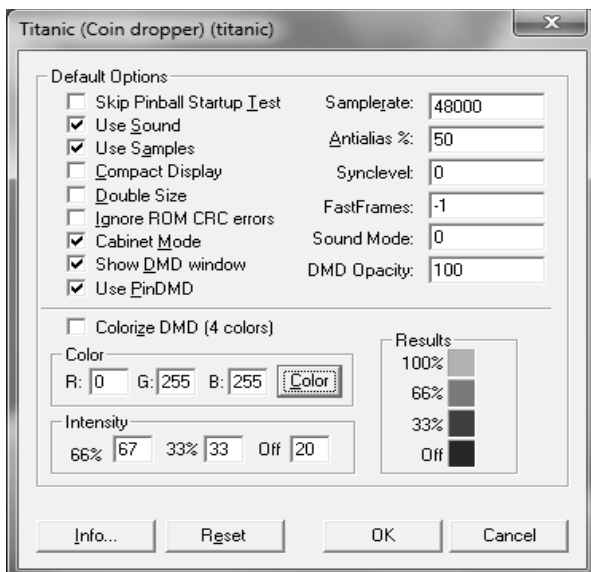 Titanic (Coin dropper) (titanic)
x
Default Options
Skip Pinball Startup Test
Use Sound
Use Samples
Compact Display
Double Size
Ignore ROM CRC errors
Cabinet Mode
Show DMD window
Use PinDMD
Samplerate: 48000
Antialias %: 50
Synclevel: 0
FastFrames: -1
Sound Mode: 0
DMD Opacity: 100
Colorize DMD (4 colors)
Color
R: 0 G: 255 B: 255 Color
Intensity
66% 67 33% 33 Off 20
Results
100%
66%
33%
Off
Info... Reset OK Cancel